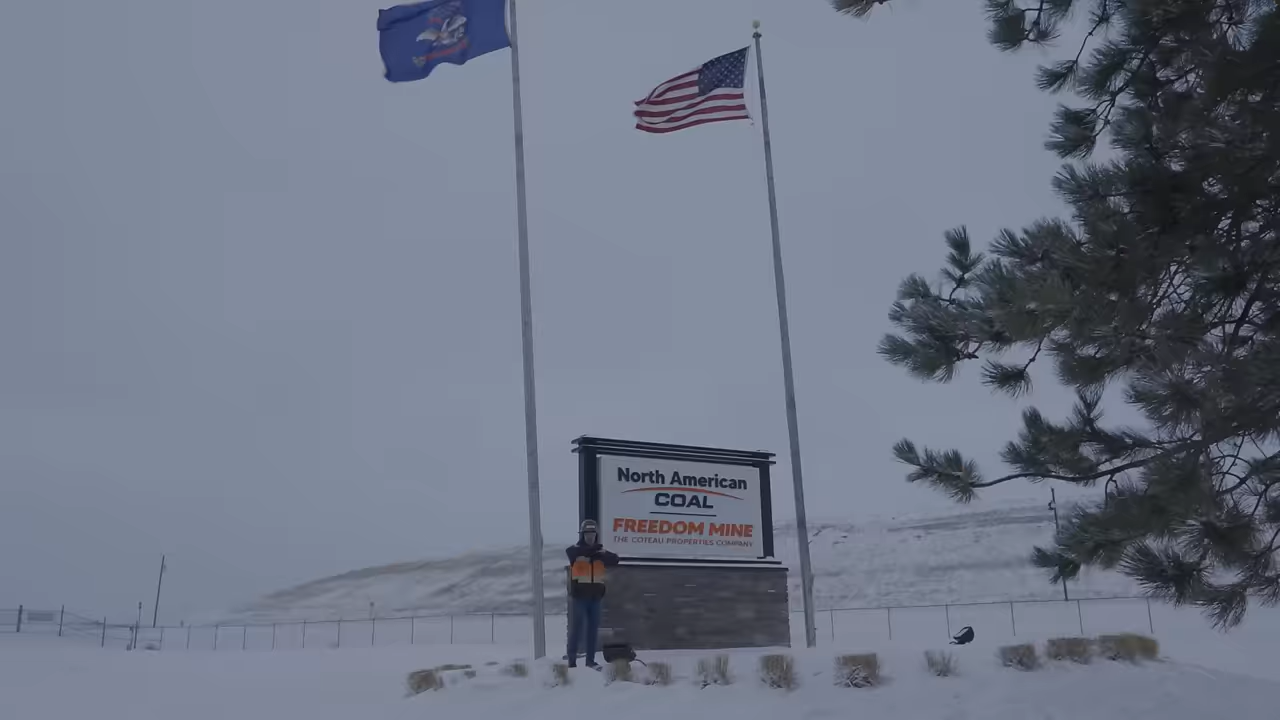 North American
COAL
FREEDOM MINE
THE COTEAU PROPERTIES COMPANY